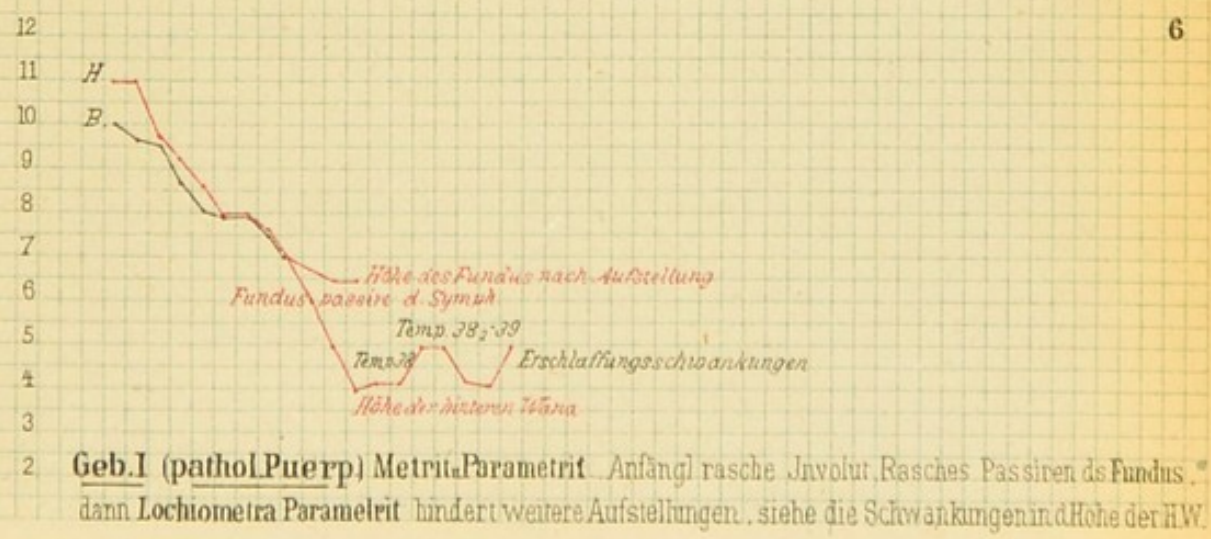 12
6
11
H
10
B.
9
8
7
Höhe des Fundus nach Aufstellung
6
Fundus passire d. Symph.
5
Temp. 38,2-39
Temp 38
Erschlaffungsschwankungen
4
Höhe der hinteren Wand
3
2
Geb.I (pathol.Puerp) Metrit.Parametrit Anfängl rasche Jnvolut. Rasches Passiren ds Fundus.
dann Lochiometra Parametrit hindert weitere Aufstellungen. siehe die Schwankungen in d Höhe der H.W.